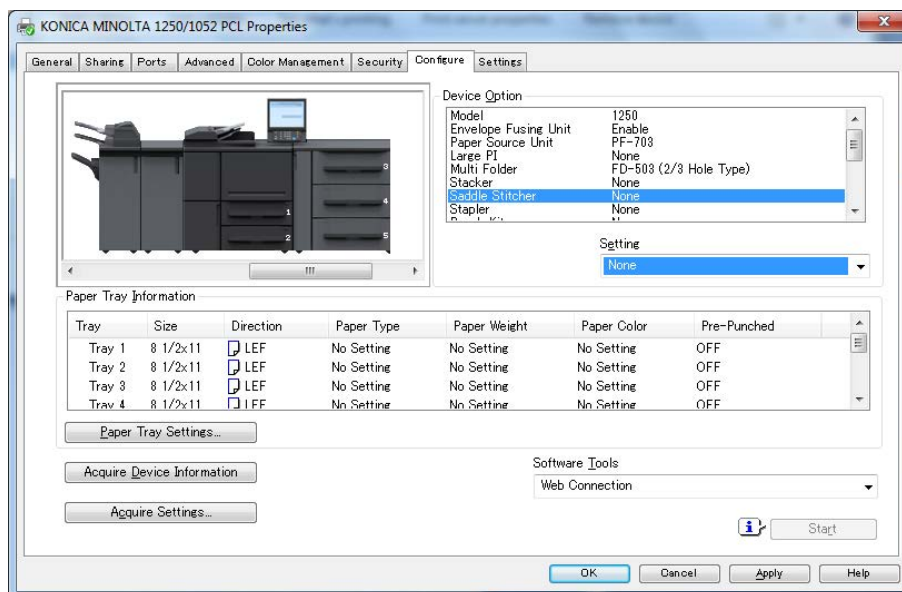 KONICA MINOLTA 1250/1052 PCL Properties
General Sharing Ports Advanced Color Management Security Configure Settings
Device Option
Model 1250
Envelope Fusing Unit Enable
Paper Source Unit PF-703
Large PI None
Multi Folder FD-503 (2/3 Hole Type)
Stacker None
Saddle Stitcher None
Stapler None
3
4
1
2
5
Setting
None
Paper Tray Information
Tray Size Direction Paper Type Paper Weight Paper Color Pre-Punched
Tray 1 8 1/2x11 LEF No Setting No Setting No Setting OFF
Tray 2 8 1/2x11 LEF No Setting No Setting No Setting OFF
Tray 3 8 1/2x11 LEF No Setting No Setting No Setting OFF
Tray 4 8 1/2x11 LEF No Setting No Setting No Setting OFF
Paper Tray Settings...
Acquire Device Information
Acquire Settings...
Software Tools
Web Connection
Start
OK Cancel Apply Help